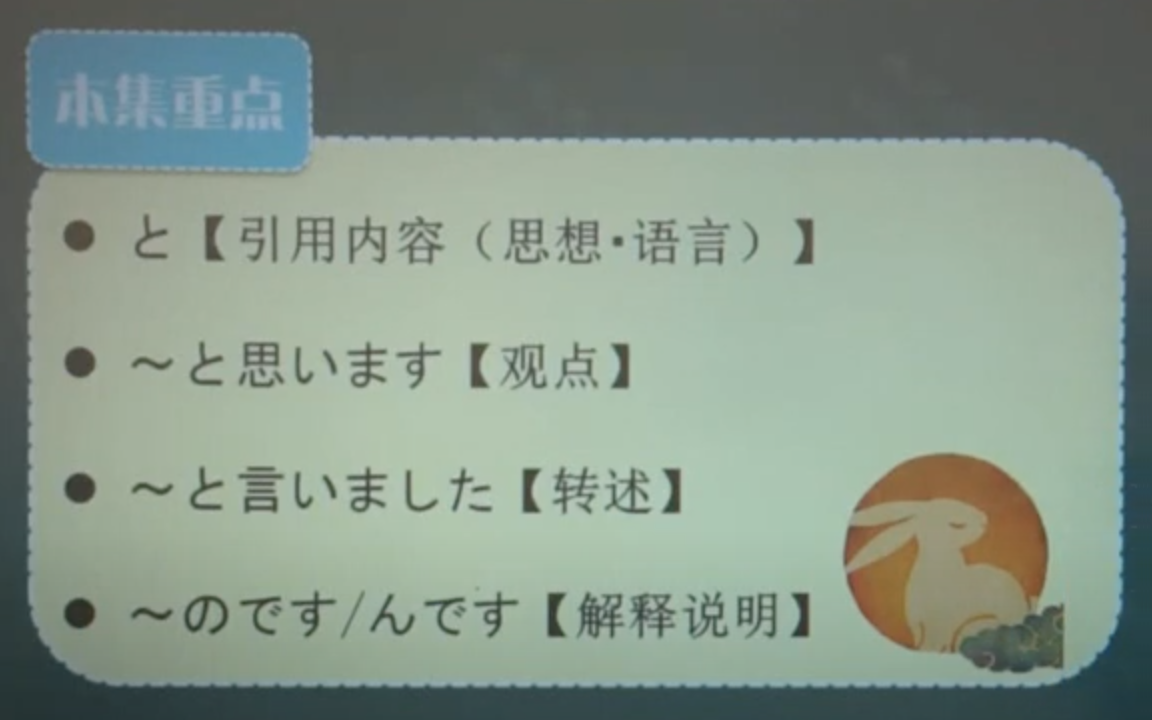 本集重点
● と【引用内容（思想·语言）】
● ～と思います【观点】
● ～と言いました【转述】
● ～のです/んです【解释说明】